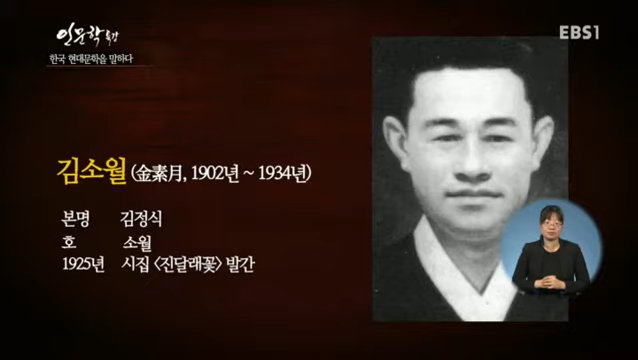 인문학 특강
한국 현대문학을 말하다
EBS1
김소월 (金素月, 1902년 ~ 1934년)
본명 김정식
호 소월
1925년 시집 <진달래꽃> 발간